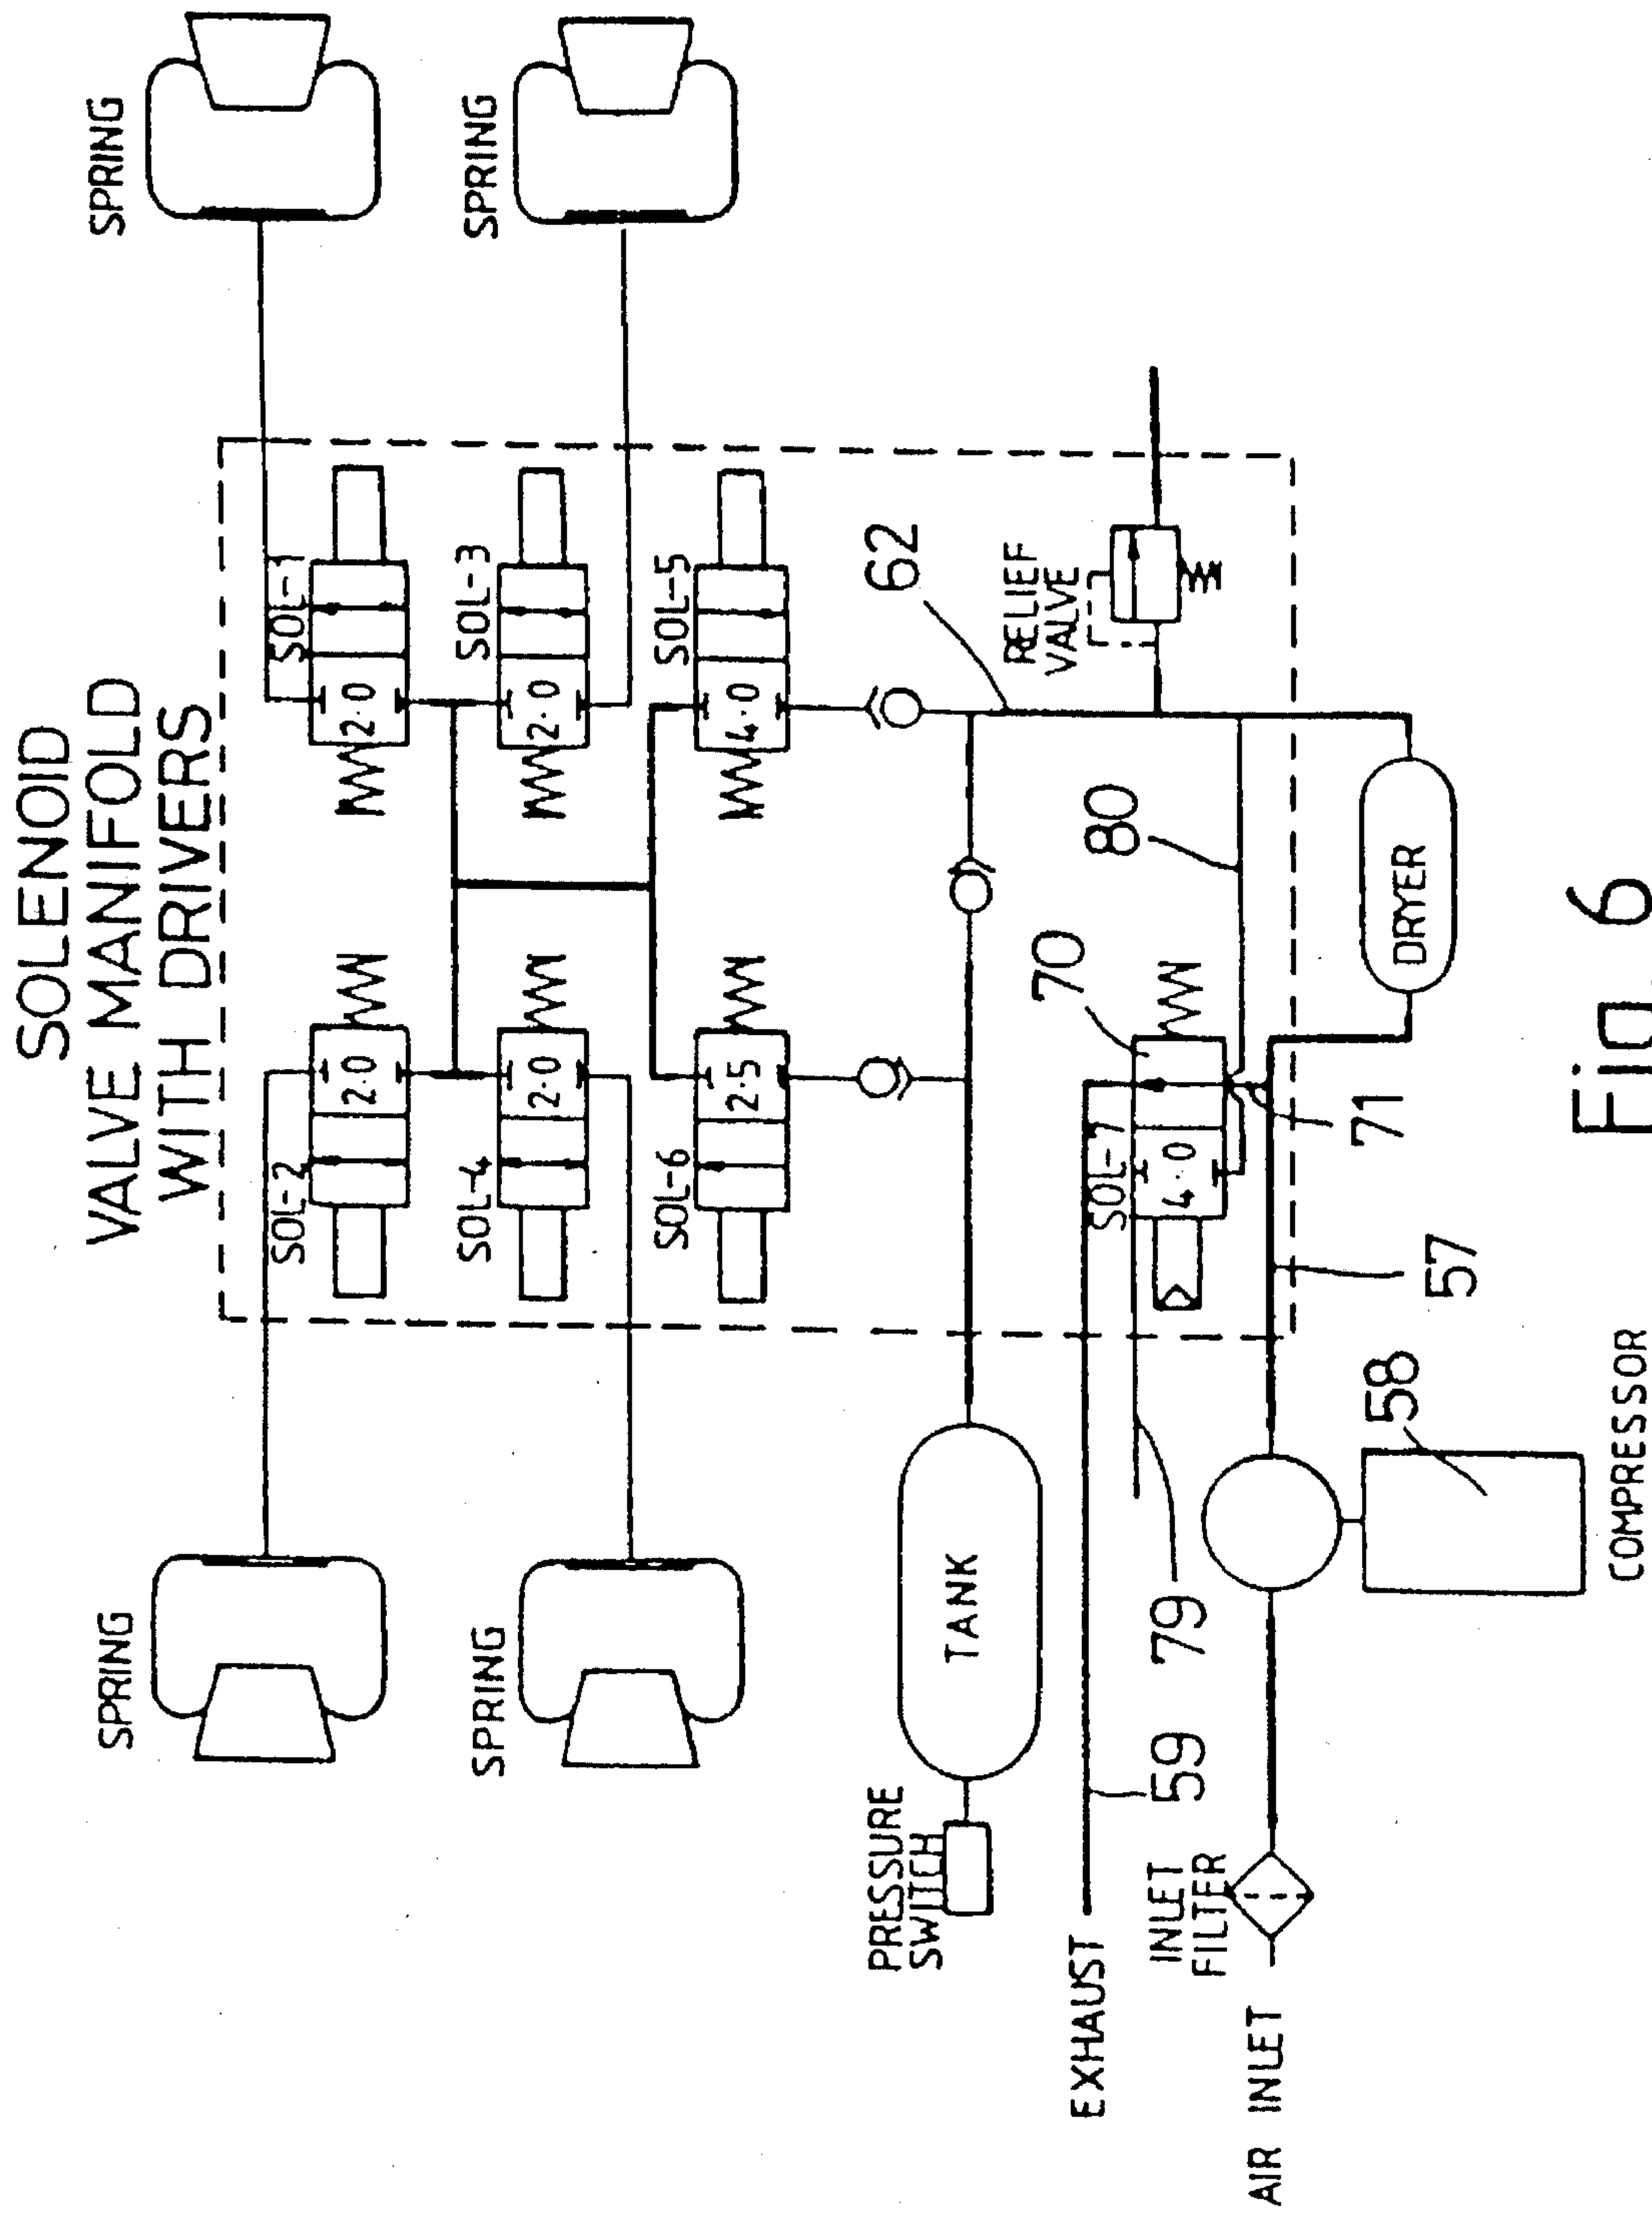 SOLENOID
VALVE MANIFOLD
WITH DRIVERS
SPRING
SPRING
SPRING
SPRING
SOL-2
2.0
2.0
SOL-1
SOL-4
2.0
2.0
SOL-3
SOL-6
2.5
4.0
SOL-5
62
PRESSURE
SWITCH
TANK
RELIEF
VALVE
70
80
EXHAUST
59
79
SOL-7
4.0
INLET
FILTER
AIR INLET
71
57
58
DRYER
COMPRESSOR
Fig. 6